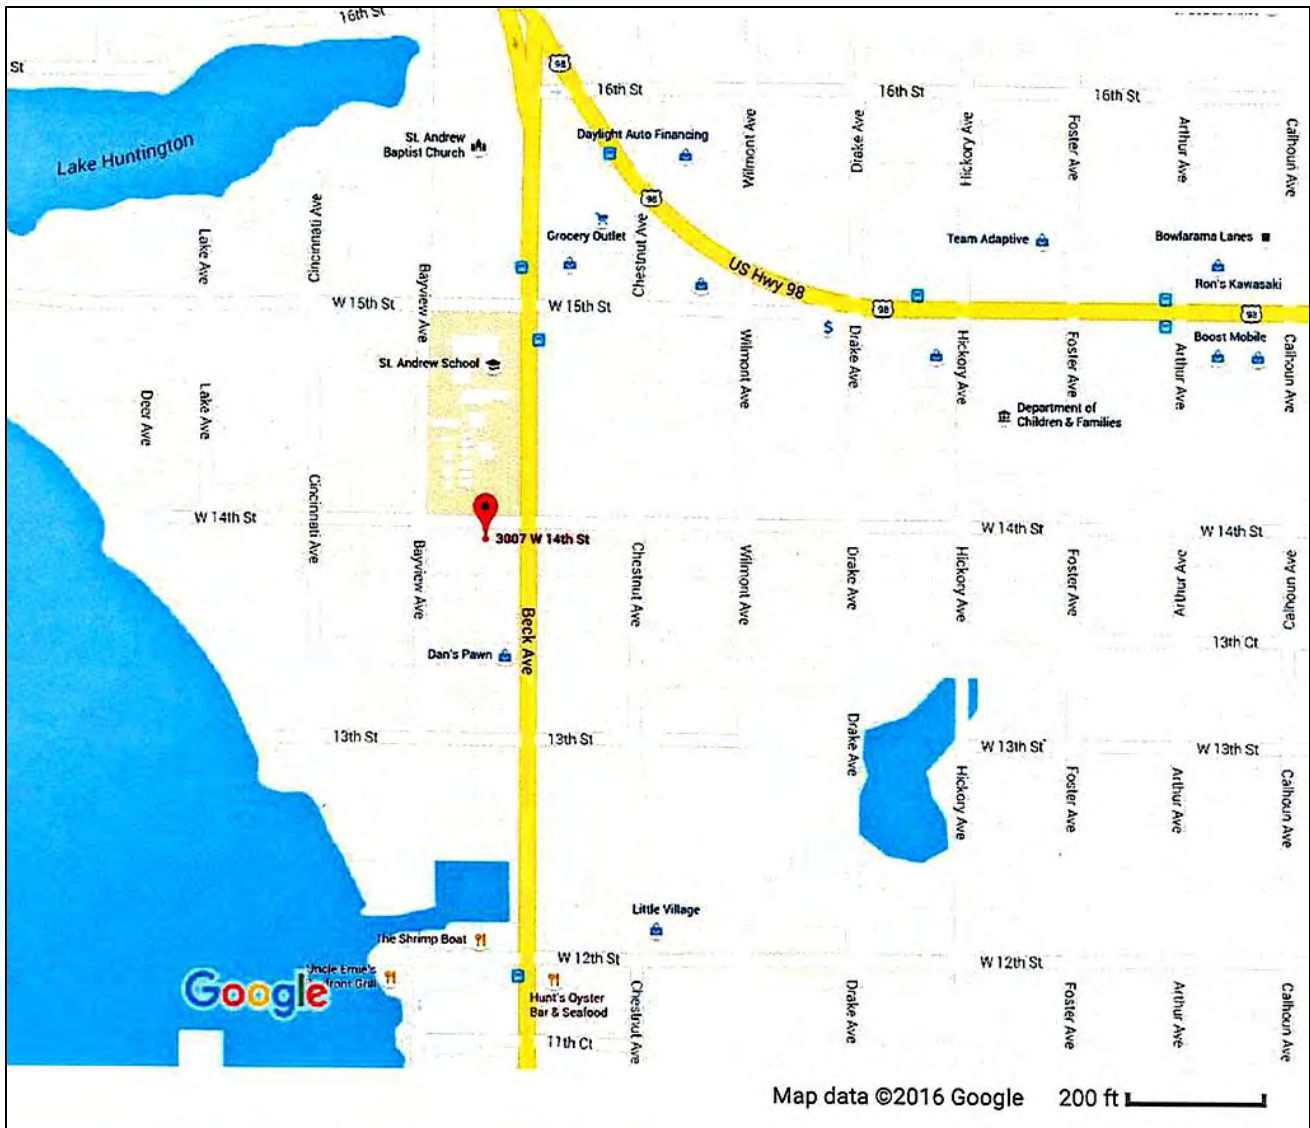 16th St
St
98
16th St
16th St
16th St
Lake Huntington
St. Andrew
Baptist Church
Daylight Auto Financing
Wilmont Ave
Drake Ave
Hickory Ave
Foster Ave
Arthur Ave
Calhoun Ave
98
Lake Ave
Cincinnati Ave
Bayview Ave
Grocery Outlet
Chestnut Ave
Team Adaptive
Bowlarama Lanes
US Hwy 98
Ron's Kawasaki
W 15th St
W 15th St
98
98
St. Andrew School
Wilmont Ave
$
Drake Ave
Hickory Ave
Foster Ave
Arthur Ave
Boost Mobile
Calhoun Ave
Deer Ave
Lake Ave
Department of
Children & Families
Cincinnati Ave
W 14th St
W 14th St
W 14th St
3007 W 14th St
Bayview Ave
Chestnut Ave
Wilmont Ave
Drake Ave
Hickory Ave
Foster Ave
Arthur Ave
Calhoun Ave
Beck Ave
13th Ct
Dan's Pawn
13th St
13th St
Drake Ave
W 13th St
W 13th St
Hickory Ave
Foster Ave
Arthur Ave
Calhoun Ave
Little Village
The Shrimp Boat
W 12th St
W 12th St
Uncle Ernie's
Grill
Google
Hunt's Oyster
Bar & Seafood
Chestnut Ave
Drake Ave
Foster Ave
Arthur Ave
Calhoun Ave
11th Ct
Map data ©2016 Google
200 ft